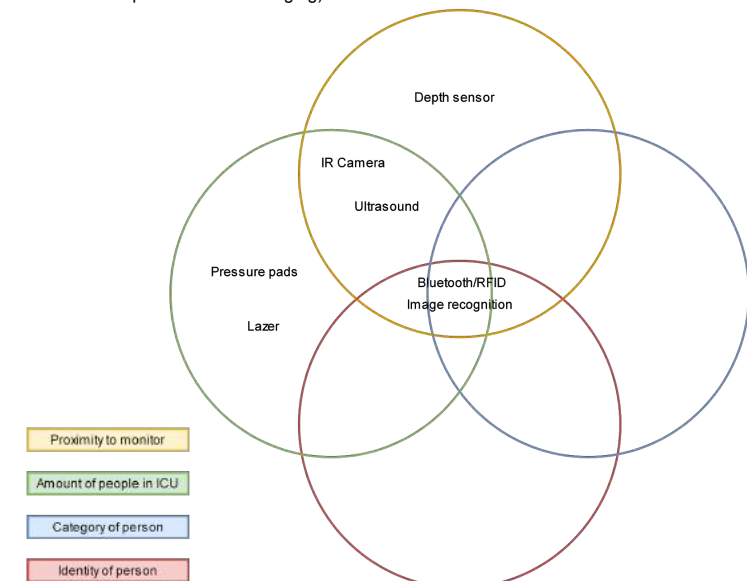 Depth sensor
IR Camera
Ultrasound
Pressure pads
Bluetooth/RFID
Image recognition
Lazer
Proximity to monitor
Amount of people in ICU
Category of person
Identity of person